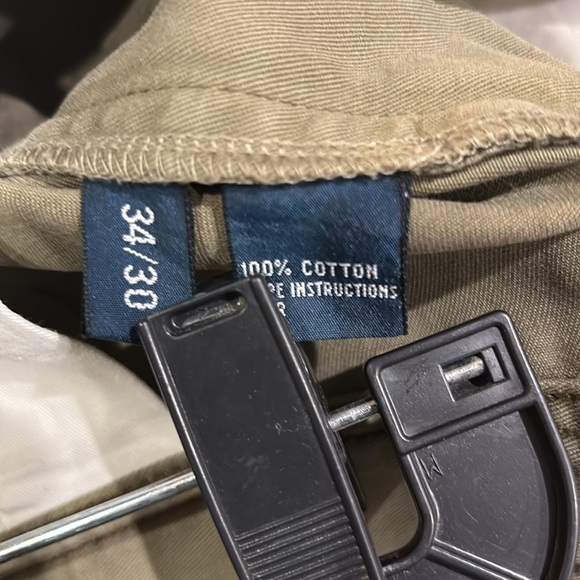 34/30
100% COTTON
INSTRUCTIONS
M